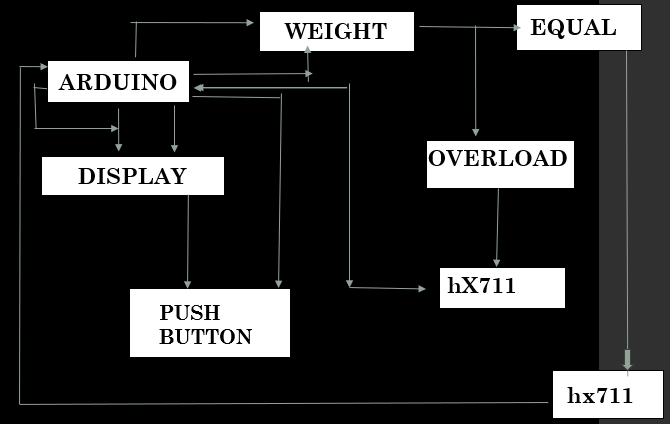 WEIGHT
EQUAL
ARDUINO
OVERLOAD
DISPLAY
hX711
PUSH
BUTTON
hx711